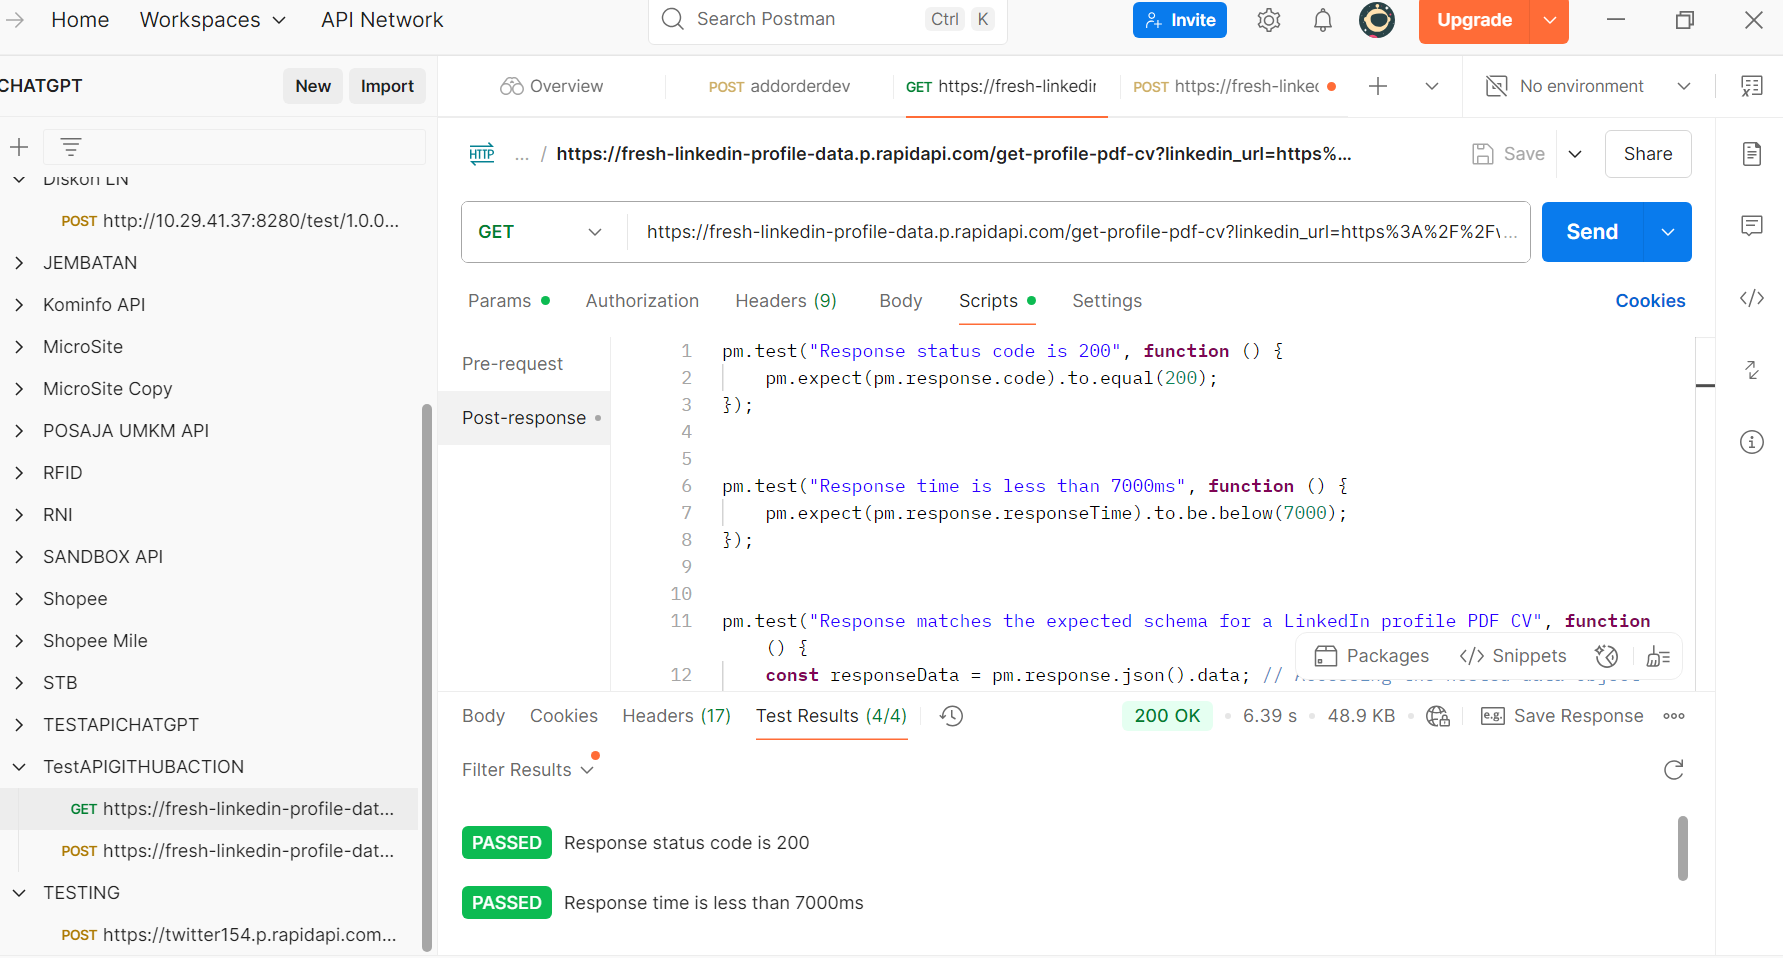 Home Workspaces API Network Search Postman Ctrl K Invite Upgrade
CHATGPT New Import Overview POST addorderdev GET https://fresh-linkedin POST https://fresh-linked No environment
Diskon LN
POST http://10.29.41.37:8280/test/1.0.0...
JEMBATAN
Kominfo API
MicroSite
MicroSite Copy
POSAJA UMKM API
RFID
RNI
SANDBOX API
Shopee
Shopee Mile
STB
TESTAPICHATGPT
TestAPIGITHUBACTION
GET https://fresh-linkedin-profile-dat...
POST https://fresh-linkedin-profile-dat...
TESTING
POST https://twitter154.p.rapidapi.com...
HTTP ... / https://fresh-linkedin-profile-data.p.rapidapi.com/get-profile-pdf-cv?linkedin_url=https%... Save Share
GET https://fresh-linkedin-profile-data.p.rapidapi.com/get-profile-pdf-cv?linkedin_url=https%3A%2F%2F\... Send
Params Authorization Headers (9) Body Scripts Settings Cookies
Pre-request
Post-response
1 pm.test("Response status code is 200", function () {
2 pm.expect(pm.response.code).to.equal(200);
3 });
4
5
6 pm.test("Response time is less than 7000ms", function () {
7 pm.expect(pm.response.responseTime).to.be.below(7000);
8 });
9
10
11 pm.test("Response matches the expected schema for a LinkedIn profile PDF CV", function
() {
12 const responseData = pm.response.json().data; //
Packages Snippets
Body Cookies Headers (17) Test Results (4/4) 200 OK 6.39 s 48.9 KB e.g. Save Response
Filter Results
PASSED Response status code is 200
PASSED Response time is less than 7000ms